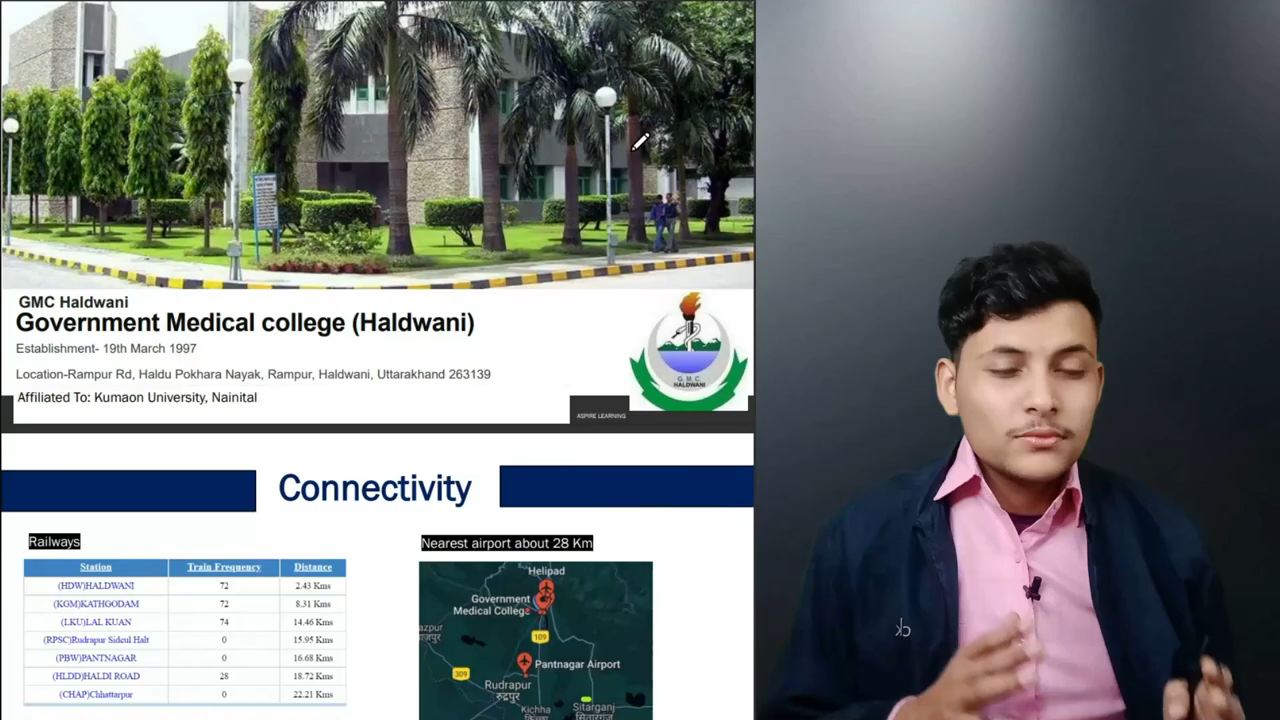 GMC Haldwani
Government Medical college (Haldwani)
Establishment- 19th March 1997
Location-Rampur Rd, Haldu Pokhara Nayak, Rampur, Haldwani, Uttarakhand 263139
Affiliated To: Kumaon University, Nainital
G. M. C.
HALDWANI
ASPIRE LEARNING
Connectivity
Railways
Station Train Frequency Distance
(HDW)HALDWANI 72 2.43 Kms
(KGM)KATHGODAM 72 8.31 Kms
(LKU)LAL KUAN 74 14.46 Kms
(RPSC)Rudrapur Sidcul Halt 0 15.95 Kms
(PBW)PANTNAGAR 0 16.68 Kms
(HLDD)HALDI ROAD 28 18.72 Kms
(CHAP)Chhattarpur 0 22.21 Kms
Nearest airport about 28 Km
Helipad
Government
Medical College
azpur
109
Pantnagar Airport
309
Rudrapur
रुद्रपुर
Kichha
Sitarganj
सितारगंज